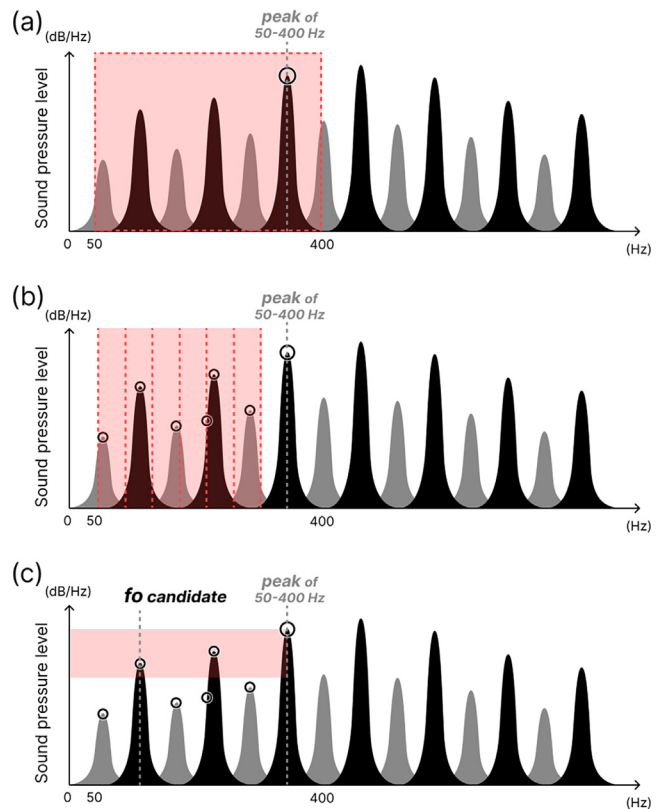 (a)
(dB/Hz)
peak of
50-400 Hz
Sound pressure level
0 50 400 (Hz)
(b)
(dB/Hz)
peak of
50-400 Hz
Sound pressure level
0 50 400 (Hz)
(c)
(dB/Hz)
fo candidate
peak of
50-400 Hz
Sound pressure level
0 50 400 (Hz)